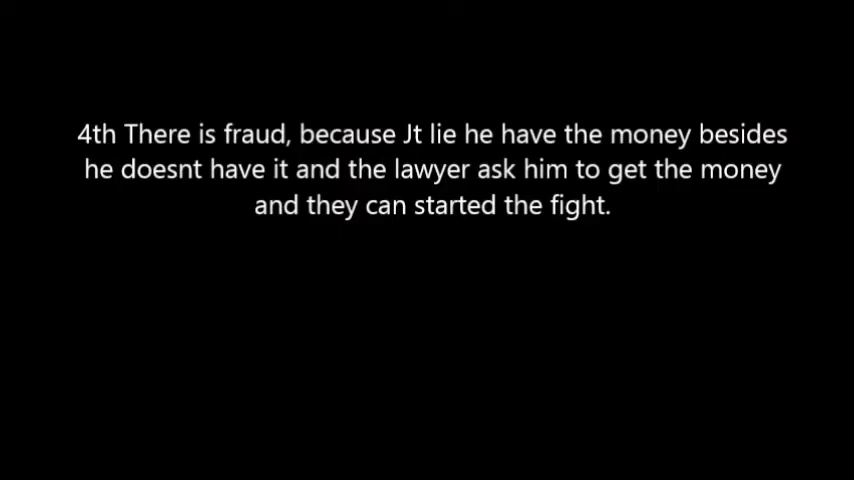 4th There is fraud, because Jt lie he have the money besides
he doesnt have it and the lawyer ask him to get the money
and they can started the fight.